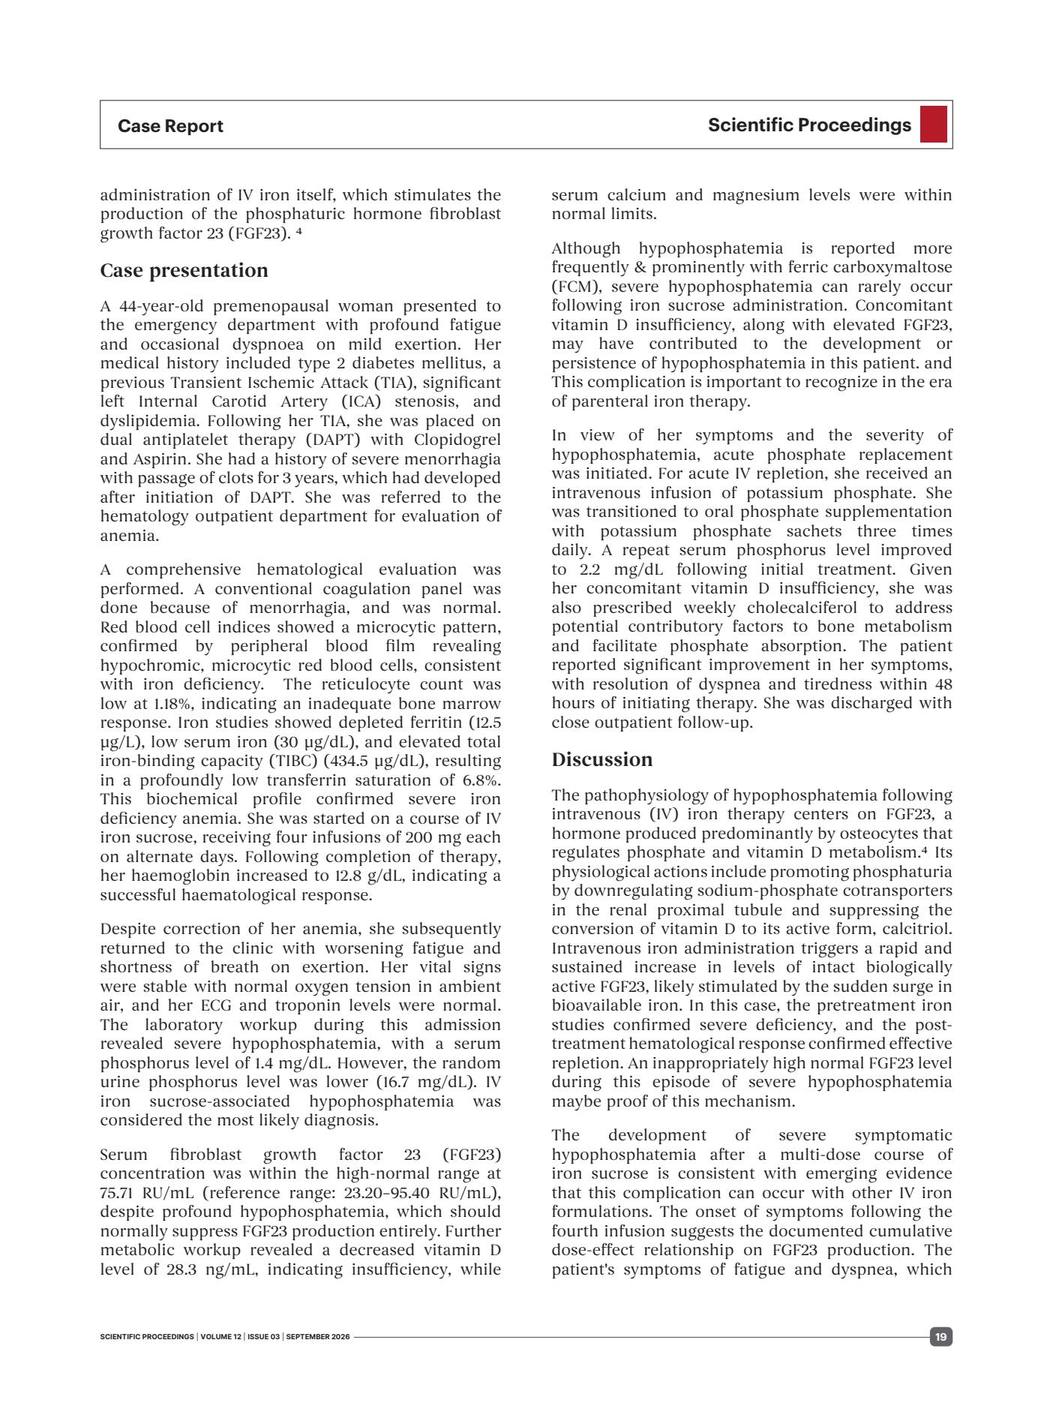 Case Report
Scientific Proceedings
administration of IV iron itself, which stimulates the
production of the phosphaturic hormone fibroblast
growth factor 23 (FGF23). ⁴
Case presentation
A 44-year-old premenopausal woman presented to
the emergency department with profound fatigue
and occasional dyspnoea on mild exertion. Her
medical history included type 2 diabetes mellitus, a
previous Transient Ischemic Attack (TIA), significant
left Internal Carotid Artery (ICA) stenosis, and
dyslipidemia. Following her TIA, she was placed on
dual antiplatelet therapy (DAPT) with Clopidogrel
and Aspirin. She had a history of severe menorrhagia
with passage of clots for 3 years, which had developed
after initiation of DAPT. She was referred to the
hematology outpatient department for evaluation of
anemia.
A comprehensive hematological evaluation was
performed. A conventional coagulation panel was
done because of menorrhagia, and was normal.
Red blood cell indices showed a microcytic pattern,
confirmed by peripheral blood film revealing
hypochromic, microcytic red blood cells, consistent
with iron deficiency. The reticulocyte count was
low at 1.18%, indicating an inadequate bone marrow
response. Iron studies showed depleted ferritin (12.5
µg/L), low serum iron (30 µg/dL), and elevated total
iron-binding capacity (TIBC) (434.5 µg/dL), resulting
in a profoundly low transferrin saturation of 6.8%.
This biochemical profile confirmed severe iron
deficiency anemia. She was started on a course of IV
iron sucrose, receiving four infusions of 200 mg each
on alternate days. Following completion of therapy,
her haemoglobin increased to 12.8 g/dL, indicating a
successful haematological response.
Despite correction of her anemia, she subsequently
returned to the clinic with worsening fatigue and
shortness of breath on exertion. Her vital signs
were stable with normal oxygen tension in ambient
air, and her ECG and troponin levels were normal.
The laboratory workup during this admission
revealed severe hypophosphatemia, with a serum
phosphorus level of 1.4 mg/dL. However, the random
urine phosphorus level was lower (16.7 mg/dL). IV
iron sucrose-associated hypophosphatemia was
considered the most likely diagnosis.
Serum fibroblast growth factor 23 (FGF23)
concentration was within the high-normal range at
75.71 RU/mL (reference range: 23.20–95.40 RU/mL),
despite profound hypophosphatemia, which should
normally suppress FGF23 production entirely. Further
metabolic workup revealed a decreased vitamin D
level of 28.3 ng/mL, indicating insufficiency, while
serum calcium and magnesium levels were within
normal limits.
Although hypophosphatemia is reported more
frequently & prominently with ferric carboxymaltose
(FCM), severe hypophosphatemia can rarely occur
following iron sucrose administration. Concomitant
vitamin D insufficiency, along with elevated FGF23,
may have contributed to the development or
persistence of hypophosphatemia in this patient. and
This complication is important to recognize in the era
of parenteral iron therapy.
In view of her symptoms and the severity of
hypophosphatemia, acute phosphate replacement
was initiated. For acute IV repletion, she received an
intravenous infusion of potassium phosphate. She
was transitioned to oral phosphate supplementation
with potassium phosphate sachets three times
daily. A repeat serum phosphorus level improved
to 2.2 mg/dL following initial treatment. Given
her concomitant vitamin D insufficiency, she was
also prescribed weekly cholecalciferol to address
potential contributory factors to bone metabolism
and facilitate phosphate absorption. The patient
reported significant improvement in her symptoms,
with resolution of dyspnea and tiredness within 48
hours of initiating therapy. She was discharged with
close outpatient follow-up.
Discussion
The pathophysiology of hypophosphatemia following
intravenous (IV) iron therapy centers on FGF23, a
hormone produced predominantly by osteocytes that
regulates phosphate and vitamin D metabolism.⁴ Its
physiological actions include promoting phosphaturia
by downregulating sodium-phosphate cotransporters
in the renal proximal tubule and suppressing the
conversion of vitamin D to its active form, calcitriol.
Intravenous iron administration triggers a rapid and
sustained increase in levels of intact biologically
active FGF23, likely stimulated by the sudden surge in
bioavailable iron. In this case, the pretreatment iron
studies confirmed severe deficiency, and the post-
treatment hematological response confirmed effective
repletion. An inappropriately high normal FGF23 level
during this episode of severe hypophosphatemia
maybe proof of this mechanism.
The development of severe symptomatic
hypophosphatemia after a multi-dose course of
iron sucrose is consistent with emerging evidence
that this complication can occur with other IV iron
formulations. The onset of symptoms following the
fourth infusion suggests the documented cumulative
dose-effect relationship on FGF23 production. The
patient's symptoms of fatigue and dyspnea, which
SCIENTIFIC PROCEEDINGS | VOLUME 12 | ISSUE 03 | SEPTEMBER 2026
19